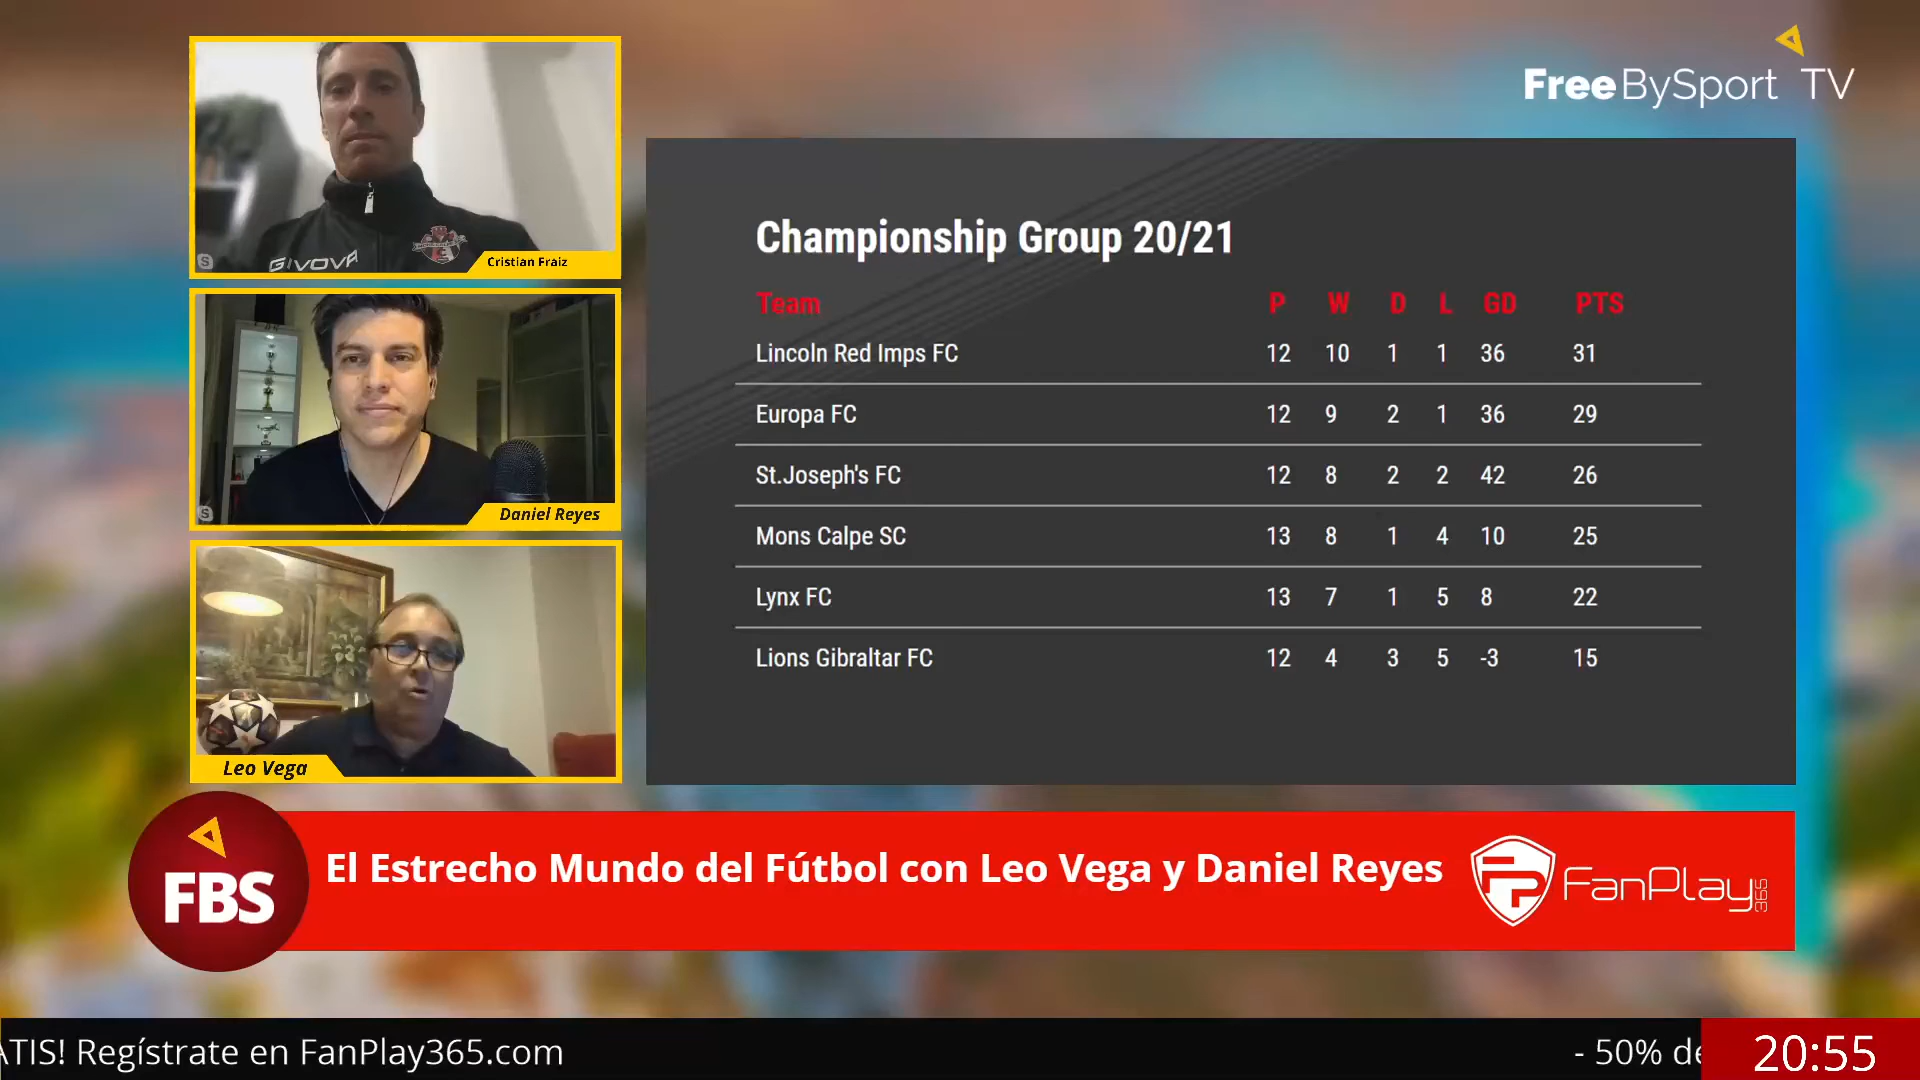 FreeBySport TV
GIVOVA
Cristian Fraiz
Daniel Reyes
Leo Vega
Championship Group 20/21
Team P W D L GD PTS
Lincoln Red Imps FC 12 10 1 1 36 31
Europa FC 12 9 2 1 36 29
St.Joseph's FC 12 8 2 2 42 26
Mons Calpe SC 13 8 1 4 10 25
Lynx FC 13 7 1 5 8 22
Lions Gibraltar FC 12 4 3 5 -3 15
FBS
El Estrecho Mundo del Fútbol con Leo Vega y Daniel Reyes
FanPlay365
ATIS! Regístrate en FanPlay365.com
- 50% de
20:55